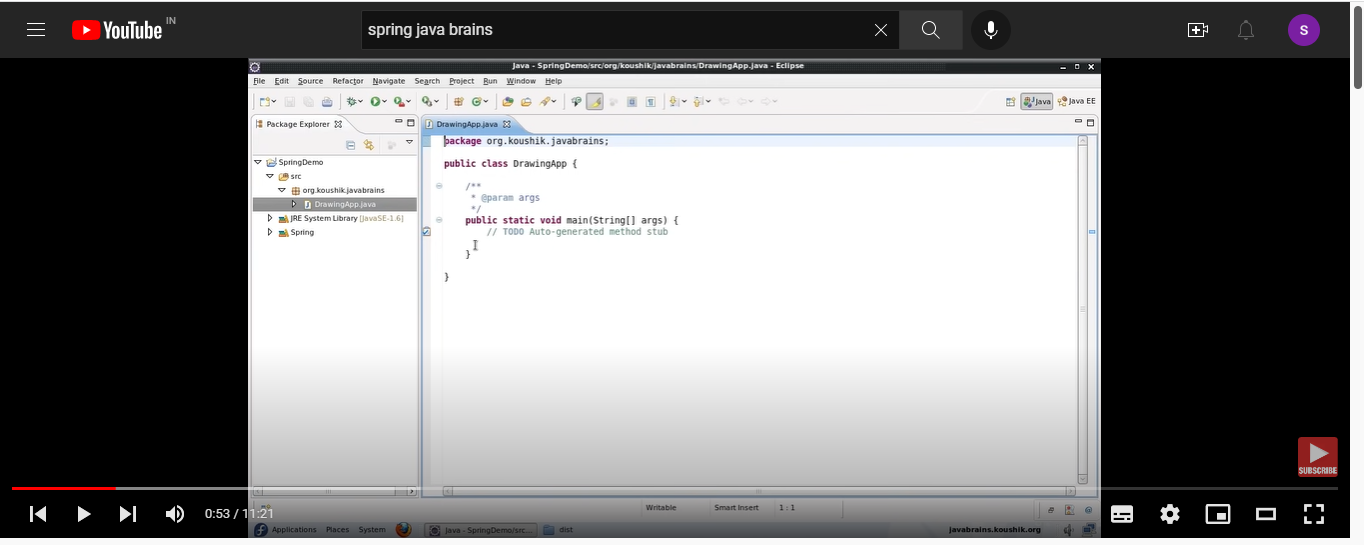 YouTube IN
spring java brains
S
Java - SpringDemo/src/org/koushik/javabrains/DrawingApp.java - Eclipse
File Edit Source Refactor Navigate Search Project Run Window Help
Java Java EE
Package Explorer
DrawingApp.java
SpringDemo
src
org.koushik.javabrains
DrawingApp.java
JRE System Library [JavaSE-1.6]
Spring
package org.koushik.javabrains;
public class DrawingApp {
/**
* @param args
*/
public static void main(String[] args) {
// TODO Auto-generated method stub
}
}
SUBSCRIBE
Writable Smart Insert 1 : 1
0:53 / 11:21
Applications Places System Java - SpringDemo/src... dist javabrains.koushik.org